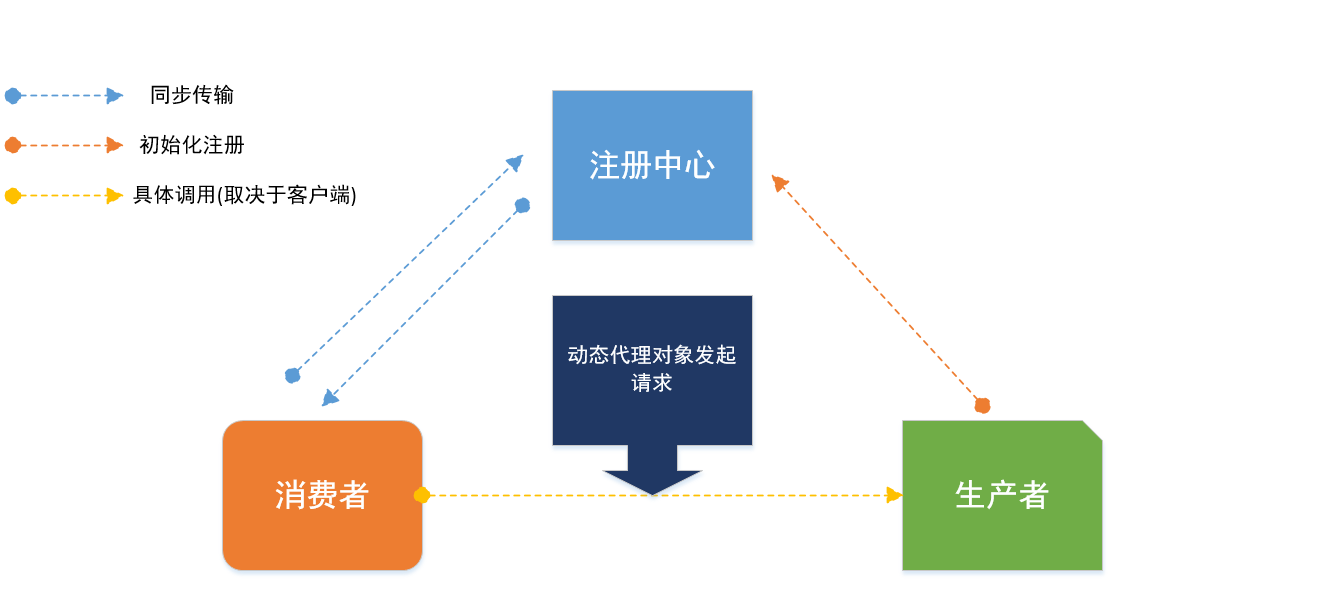 同步传输
初始化注册
具体调用(取决于客户端)
注册中心
动态代理对象发起
请求
消费者
生产者